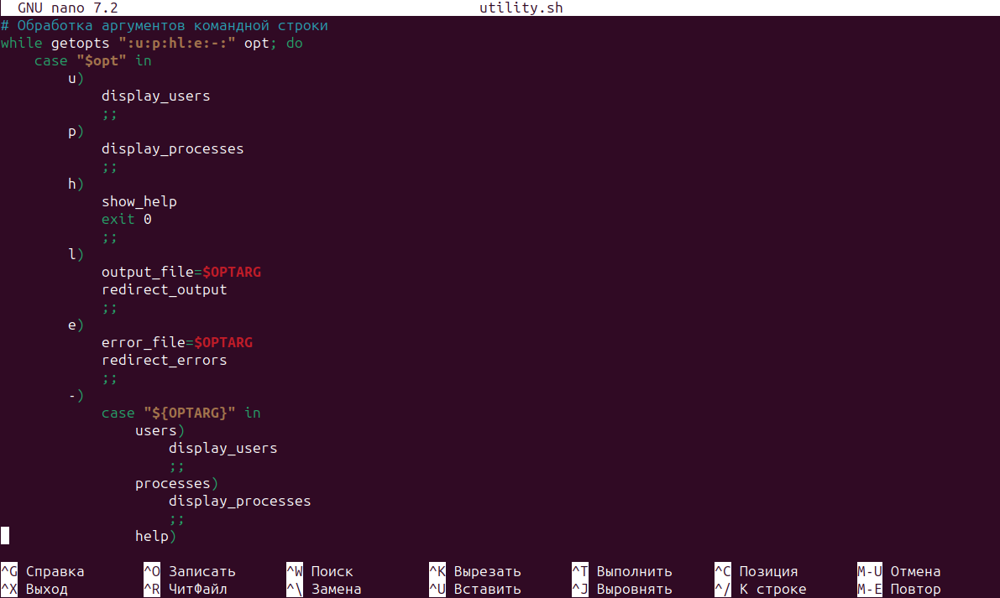 GNU nano 7.2 utility.sh
# Обработка аргументов командной строки
while getopts ":u:p:hl:e:-:" opt; do
    case "$opt" in
        u)
            display_users
            ;;
        p)
            display_processes
            ;;
        h)
            show_help
            exit 0
            ;;
        l)
            output_file=$OPTARG
            redirect_output
            ;;
        e)
            error_file=$OPTARG
            redirect_errors
            ;;
        -)
            case "${OPTARG}" in
                users)
                    display_users
                    ;;
                processes)
                    display_processes
                    ;;
                help)
^G Справка ^O Записать ^W Поиск ^K Вырезать ^T Выполнить ^C Позиция M-U Отмена
^X Выход ^R ЧитФайл ^\ Замена ^U Вставить ^J Выровнять ^/ К строке M-E Повтор